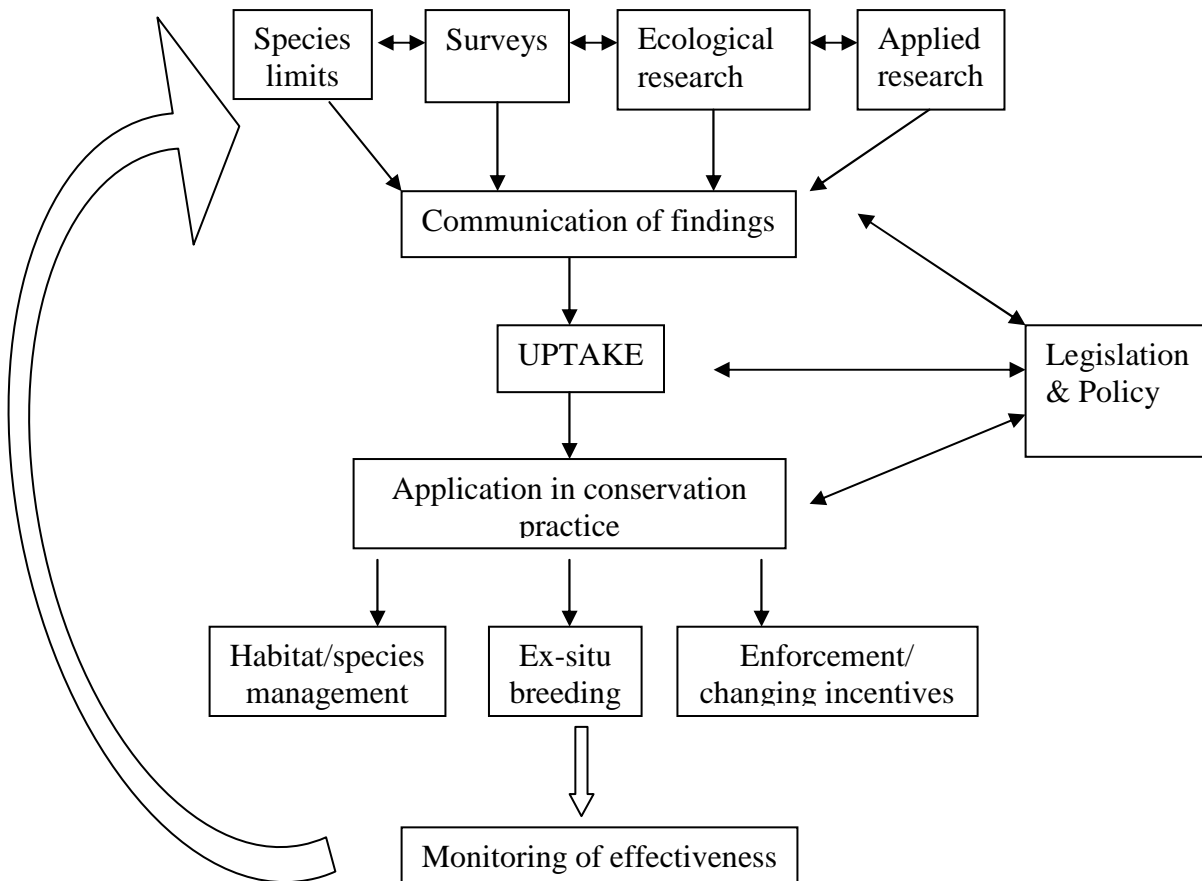 Species
limits
Surveys
Ecological
research
Applied
research
Communication of findings
UPTAKE
Legislation
& Policy
Application in conservation
practice
Habitat/species
management
Ex-situ
breeding
Enforcement/
changing incentives
Monitoring of effectiveness